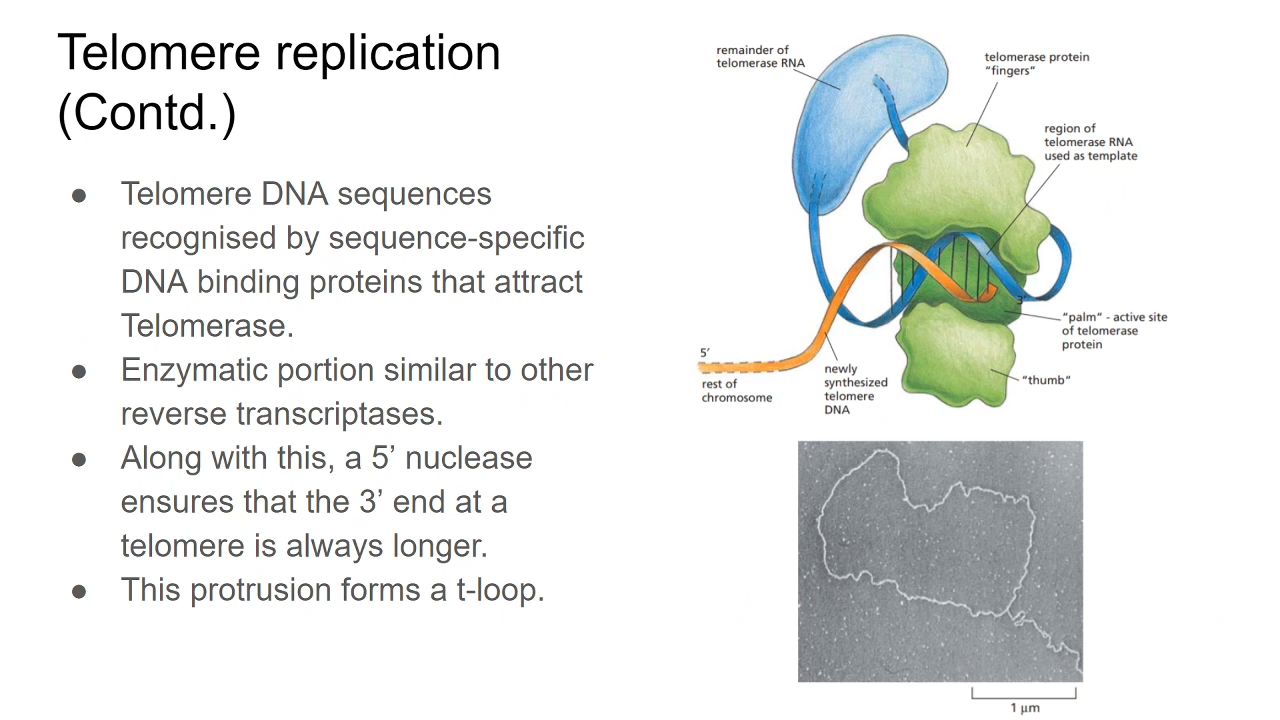 Telomere replication
(Contd.)
● Telomere DNA sequences
recognised by sequence-specific
DNA binding proteins that attract
Telomerase.
● Enzymatic portion similar to other
reverse transcriptases.
● Along with this, a 5’ nuclease
ensures that the 3’ end at a
telomere is always longer.
● This protrusion forms a t-loop.
remainder of
telomerase RNA
telomerase protein
“fingers”
region of
telomerase RNA
used as template
3′
“palm” - active site
of telomerase
protein
“thumb”
5′
rest of
chromosome
newly
synthesized
telomere
DNA
1 μm